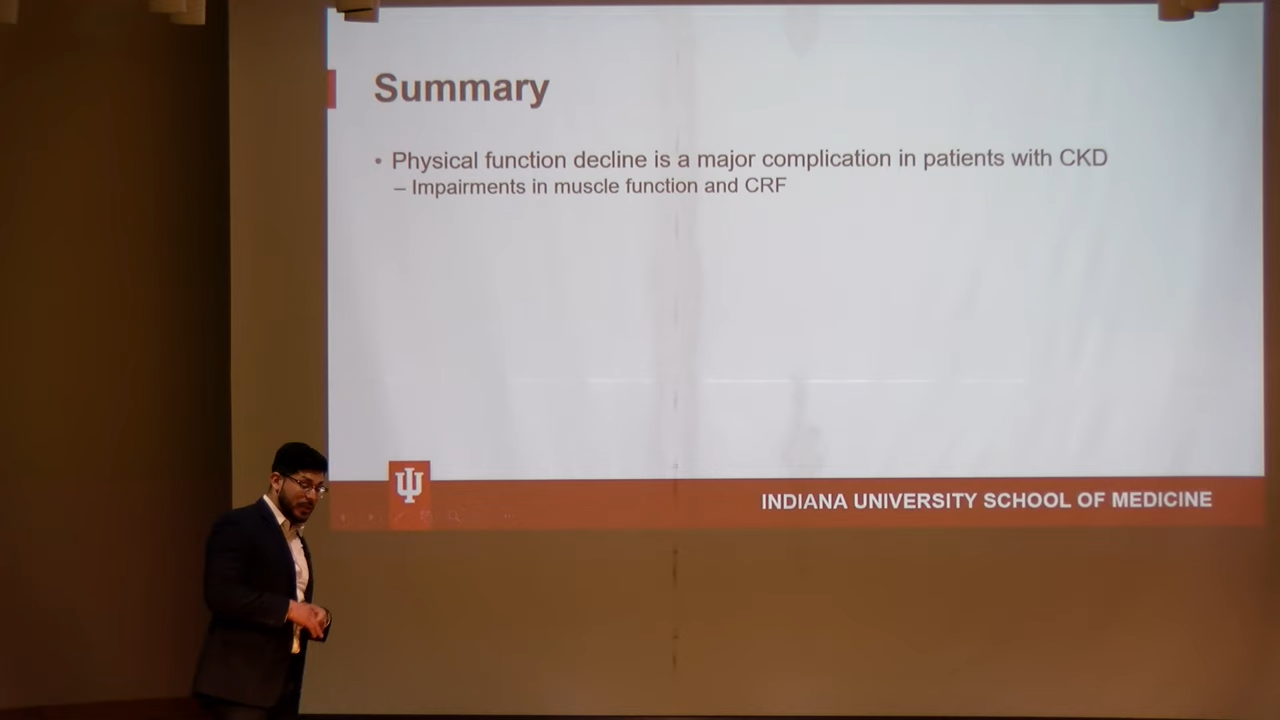 Summary
• Physical function decline is a major complication in patients with CKD
– Impairments in muscle function and CRF
INDIANA UNIVERSITY SCHOOL OF MEDICINE